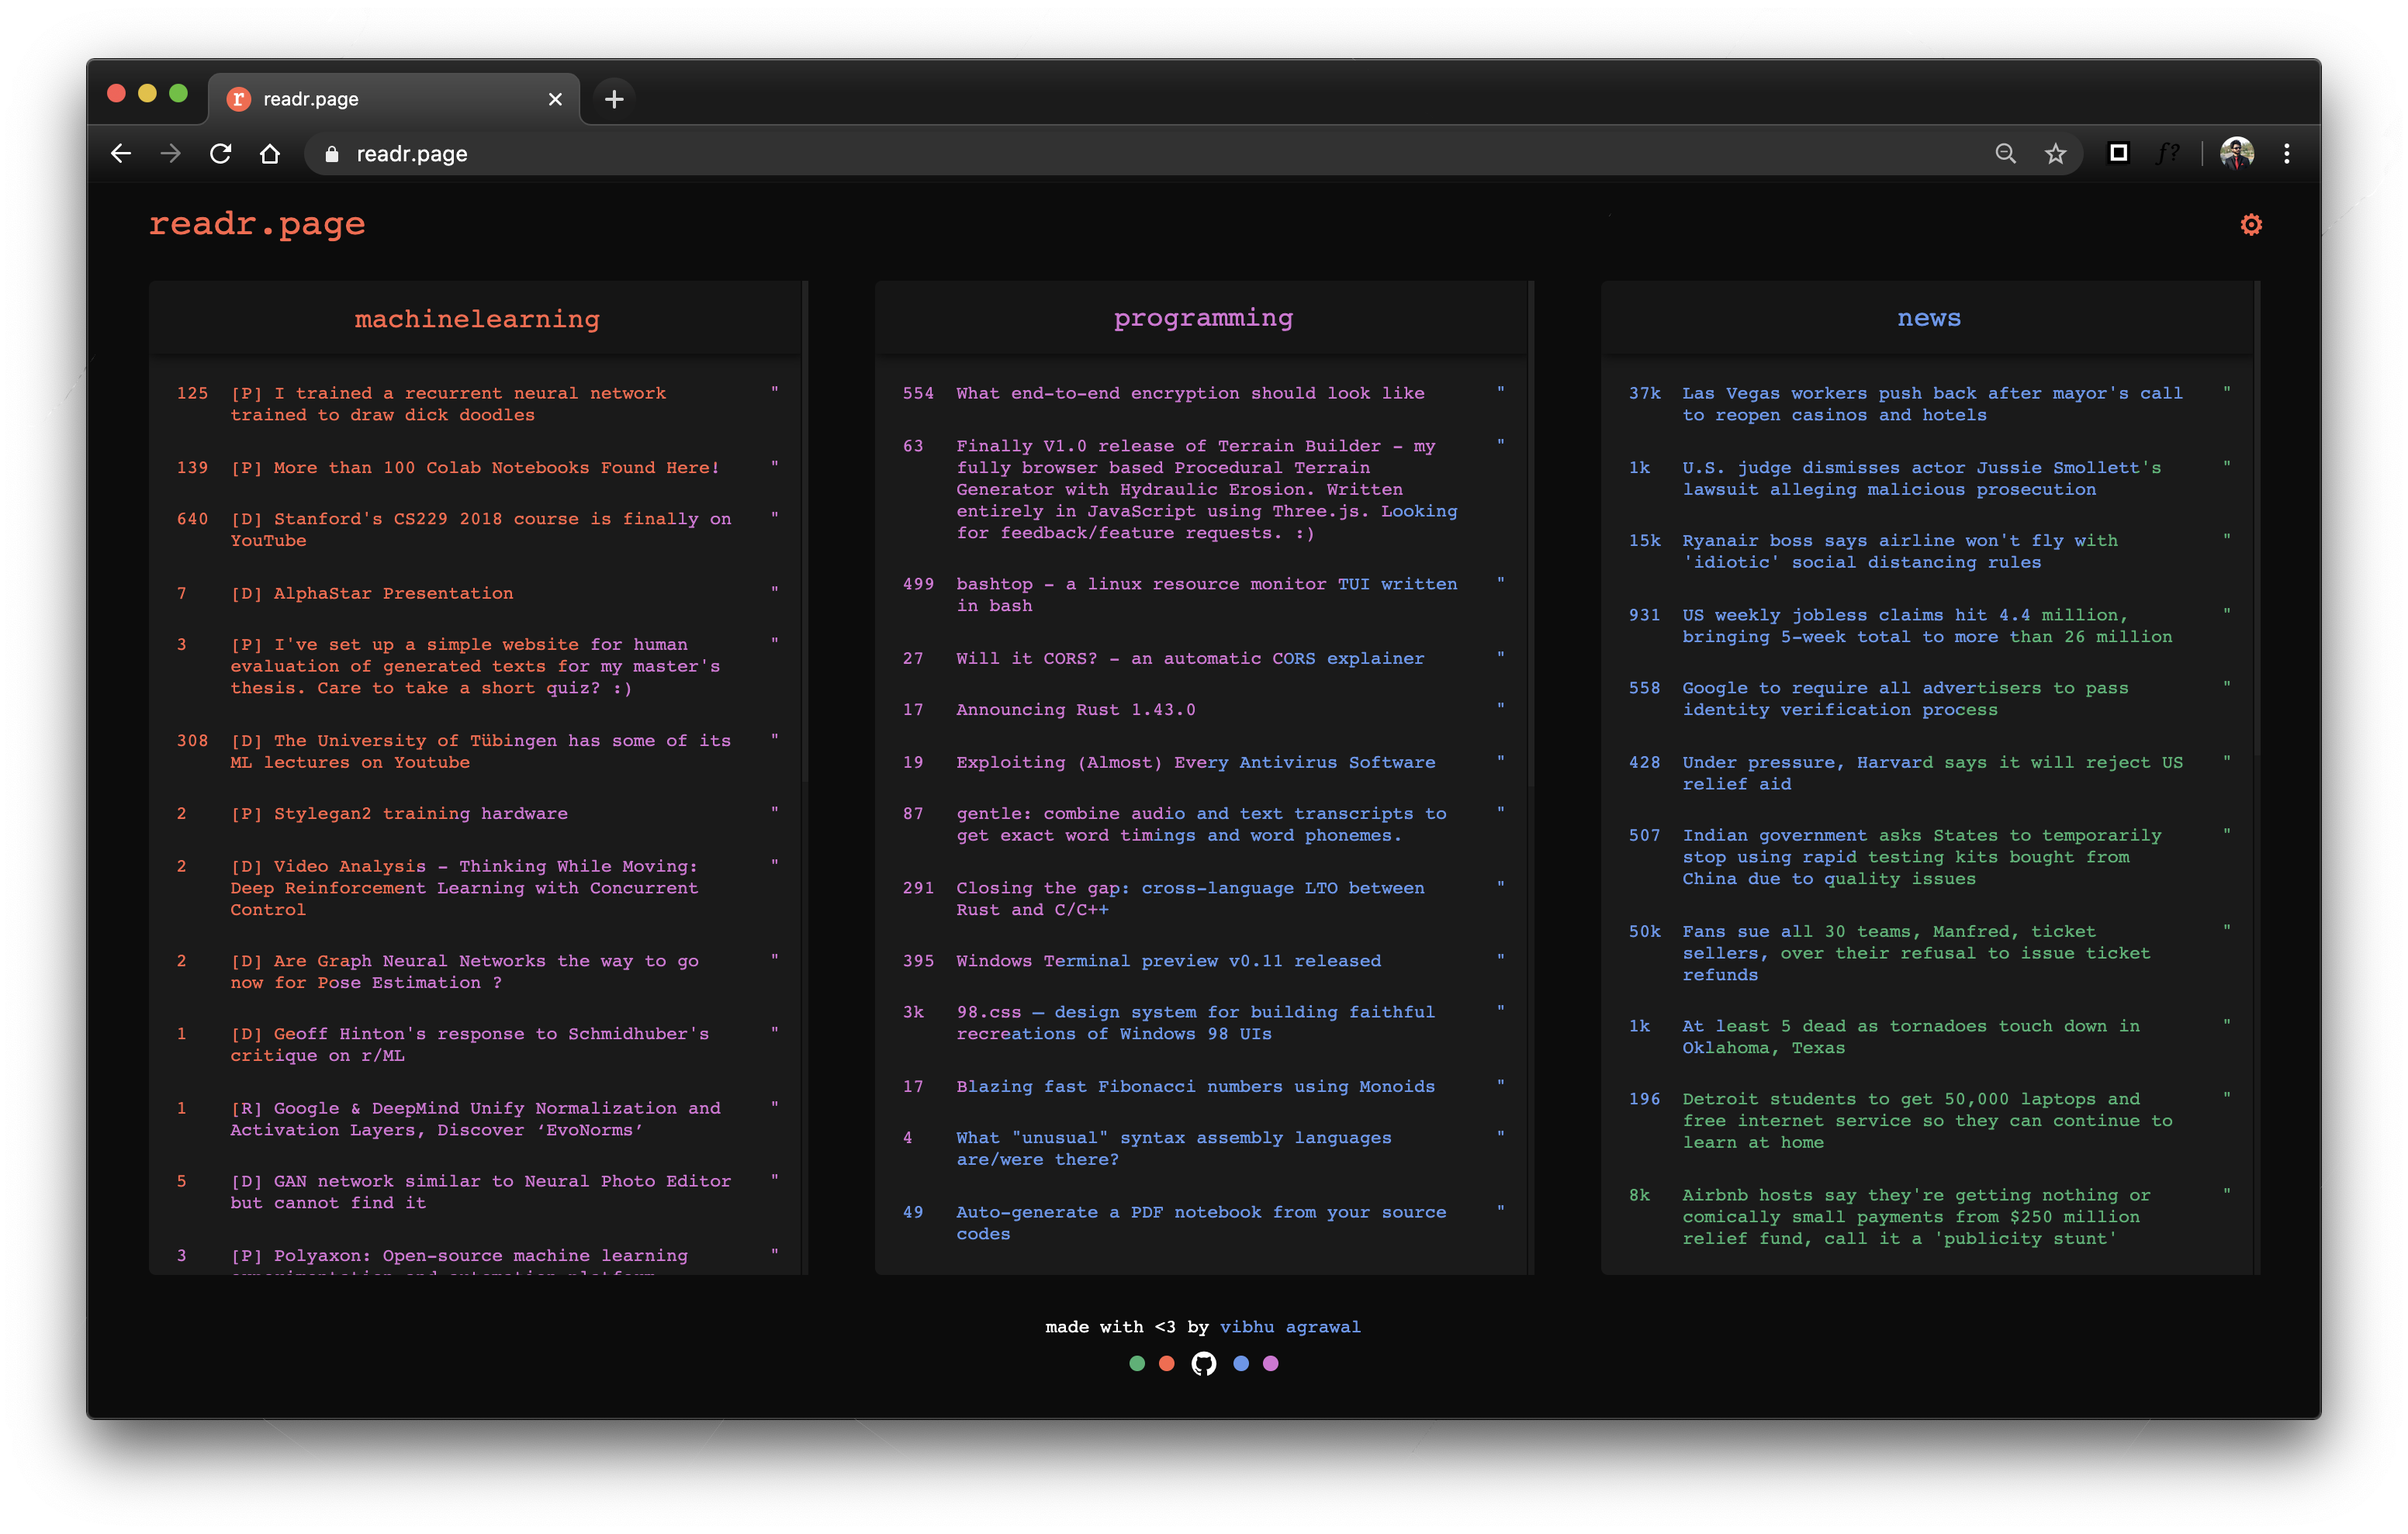 readr.page
readr.page
readr.page
machinelearning
125 [P] I trained a recurrent neural network "
trained to draw dick doodles
139 [P] More than 100 Colab Notebooks Found Here! "
640 [D] Stanford's CS229 2018 course is finally on "
YouTube
7 [D] AlphaStar Presentation "
3 [P] I've set up a simple website for human "
evaluation of generated texts for my master's
thesis. Care to take a short quiz? :)
308 [D] The University of Tübingen has some of its "
ML lectures on Youtube
2 [P] Stylegan2 training hardware "
2 [D] Video Analysis - Thinking While Moving: "
Deep Reinforcement Learning with Concurrent
Control
2 [D] Are Graph Neural Networks the way to go "
now for Pose Estimation ?
1 [D] Geoff Hinton's response to Schmidhuber's "
critique on r/ML
1 [R] Google & DeepMind Unify Normalization and "
Activation Layers, Discover ‘EvoNorms’
5 [D] GAN network similar to Neural Photo Editor "
but cannot find it
3 [P] Polyaxon: Open-source machine learning "
programming
554 What end-to-end encryption should look like "
63 Finally V1.0 release of Terrain Builder - my "
fully browser based Procedural Terrain
Generator with Hydraulic Erosion. Written
entirely in JavaScript using Three.js. Looking
for feedback/feature requests. :)
499 bashtop - a linux resource monitor TUI written "
in bash
27 Will it CORS? - an automatic CORS explainer "
17 Announcing Rust 1.43.0 "
19 Exploiting (Almost) Every Antivirus Software "
87 gentle: combine audio and text transcripts to "
get exact word timings and word phonemes.
291 Closing the gap: cross-language LTO between "
Rust and C/C++
395 Windows Terminal preview v0.11 released "
3k 98.css — design system for building faithful "
recreations of Windows 98 UIs
17 Blazing fast Fibonacci numbers using Monoids "
4 What "unusual" syntax assembly languages "
are/were there?
49 Auto-generate a PDF notebook from your source "
codes
news
37k Las Vegas workers push back after mayor's call "
to reopen casinos and hotels
1k U.S. judge dismisses actor Jussie Smollett's "
lawsuit alleging malicious prosecution
15k Ryanair boss says airline won't fly with "
'idiotic' social distancing rules
931 US weekly jobless claims hit 4.4 million, "
bringing 5-week total to more than 26 million
558 Google to require all advertisers to pass "
identity verification process
428 Under pressure, Harvard says it will reject US "
relief aid
507 Indian government asks States to temporarily "
stop using rapid testing kits bought from
China due to quality issues
50k Fans sue all 30 teams, Manfred, ticket "
sellers, over their refusal to issue ticket
refunds
1k At least 5 dead as tornadoes touch down in "
Oklahoma, Texas
196 Detroit students to get 50,000 laptops and "
free internet service so they can continue to
learn at home
8k Airbnb hosts say they're getting nothing or "
comically small payments from $250 million
relief fund, call it a 'publicity stunt'
made with <3 by vibhu agrawal